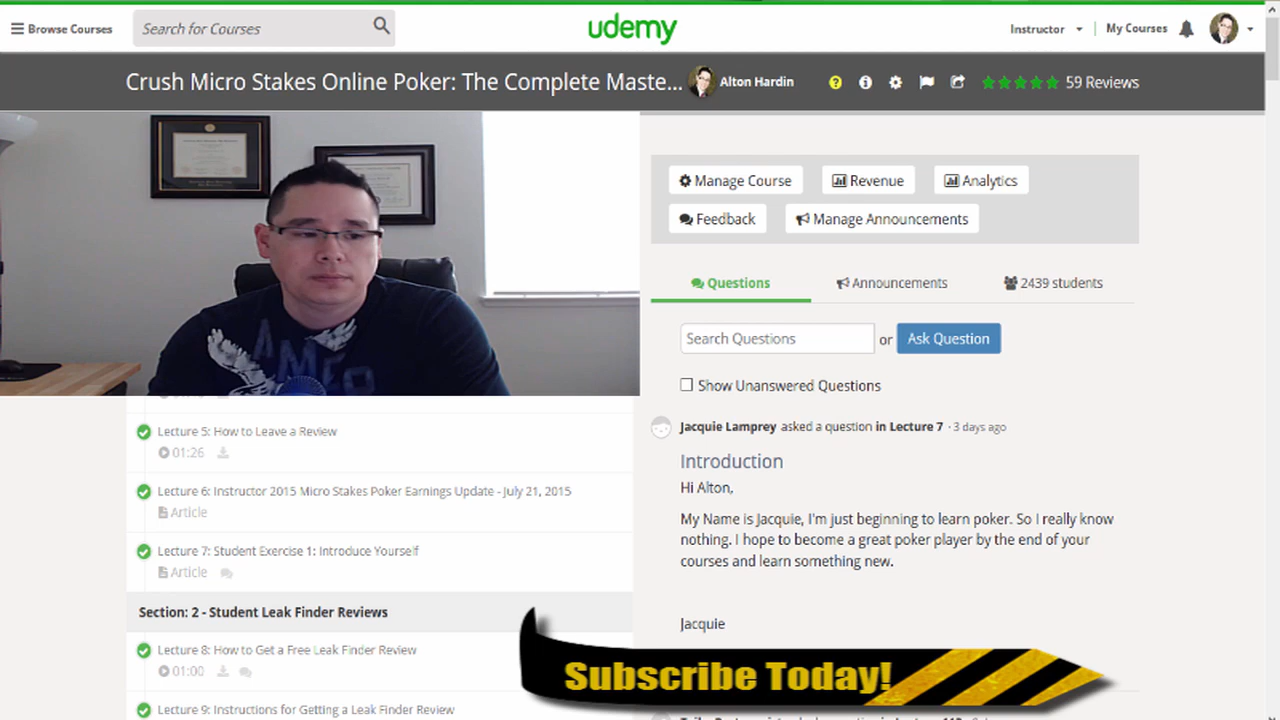 Browse Courses
Search for Courses
udemy
Instructor
My Courses
Crush Micro Stakes Online Poker: The Complete Maste...
Alton Hardin
59 Reviews
Manage Course
Revenue
Analytics
Feedback
Manage Announcements
Questions
Announcements
2439 students
Search Questions
or
Ask Question
Show Unanswered Questions
Jacquie Lamprey asked a question in Lecture 7 · 3 days ago
Introduction
Hi Alton,
My Name is Jacquie, I'm just beginning to learn poker. So I really know
nothing. I hope to become a great poker player by the end of your
courses and learn something new.
Jacquie
Lecture 5: How to Leave a Review
01:26
Lecture 6: Instructor 2015 Micro Stakes Poker Earnings Update - July 21, 2015
Article
Lecture 7: Student Exercise 1: Introduce Yourself
Article
Section: 2 - Student Leak Finder Reviews
Lecture 8: How to Get a Free Leak Finder Review
01:00
Lecture 9: Instructions for Getting a Leak Finder Review
Subscribe Today!